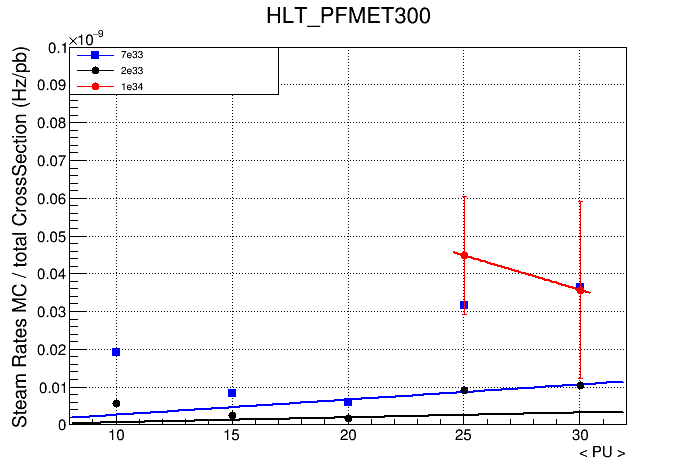 HLT_PFMET300
×10⁻⁹
0.1
0.09
0.08
0.07
0.06
0.05
0.04
0.03
0.02
0.01
0
Steam Rates MC / total CrossSection (Hz/pb)
7e33
2e33
1e34
10 15 20 25 30
< PU >